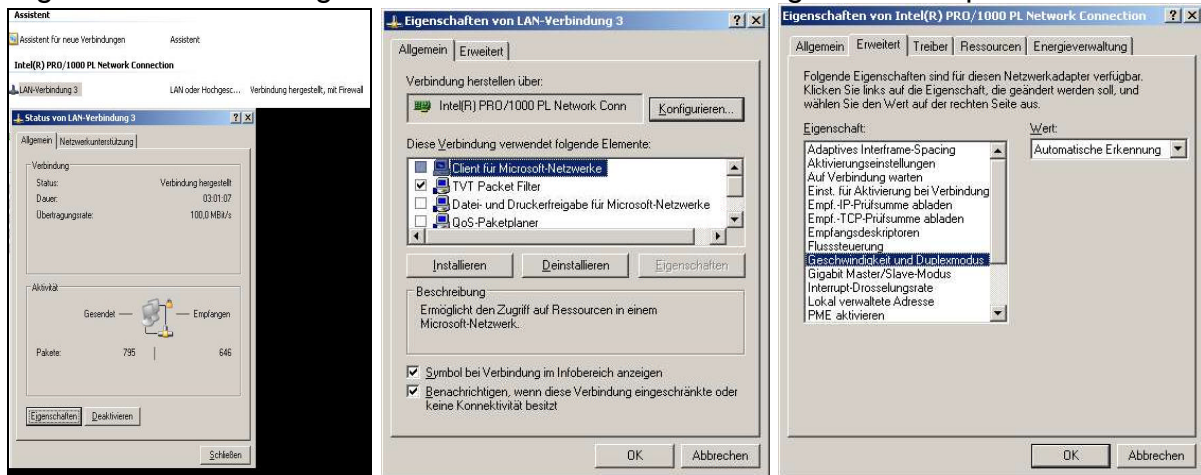 Assistent
Assistent für neue Verbindungen Assistent
Intel(R) PRO/1000 PL Network Connection
LAN-Verbindung 3 LAN oder Hochgesc... Verbindung hergestellt, mit Firewall
Status von LAN-Verbindung 3
Allgemein Netzwerkunterstützung
Verbindung
Status: Verbindung hergestellt
Dauer: 03:01:07
Übertragungsrate: 100,0 MBit/s
Aktivität
Gesendet — — Empfangen
Pakete: 795 | 646
Eigenschaften Deaktivieren
Schließen
Eigenschaften von LAN-Verbindung 3
Allgemein Erweitert
Verbindung herstellen über:
Intel(R) PRO/1000 PL Network Conn Konfigurieren...
Diese Verbindung verwendet folgende Elemente:
Client für Microsoft-Netzwerke
TVT Packet Filter
Datei- und Druckerfreigabe für Microsoft-Netzwerke
QoS-Paketplaner
Installieren Deinstallieren Eigenschaften
Beschreibung
Ermöglicht den Zugriff auf Ressourcen in einem
Microsoft-Netzwerk.
Symbol bei Verbindung im Infobereich anzeigen
Benachrichtigen, wenn diese Verbindung eingeschränkte oder
keine Konnektivität besitzt
OK Abbrechen
Eigenschaften von Intel(R) PRO/1000 PL Network Connection
Allgemein Erweitert Treiber Ressourcen Energieverwaltung
Folgende Eigenschaften sind für diesen Netzwerkadapter verfügbar.
Klicken Sie links auf die Eigenschaft, die geändert werden soll, und
wählen Sie den Wert auf der rechten Seite
aus.
Eigenschaft: Wert:
Adaptives Interframe-Spacing Automatische Erkennung
Aktivierungseinstellungen
Auf Verbindung warten
Einst. für Aktivierung bei Verbindung
Empf.-IP-Prüfsumme abladen
Empf.-TCP-Prüfsumme abladen
Empfangsdeskriptoren
Flusssteuerung
Geschwindigkeit und Duplexmodus
Gigabit Master/Slave-Modus
Interrupt-Drosselungsrate
Lokal verwaltete Adresse
PME aktivieren
OK Abbrechen